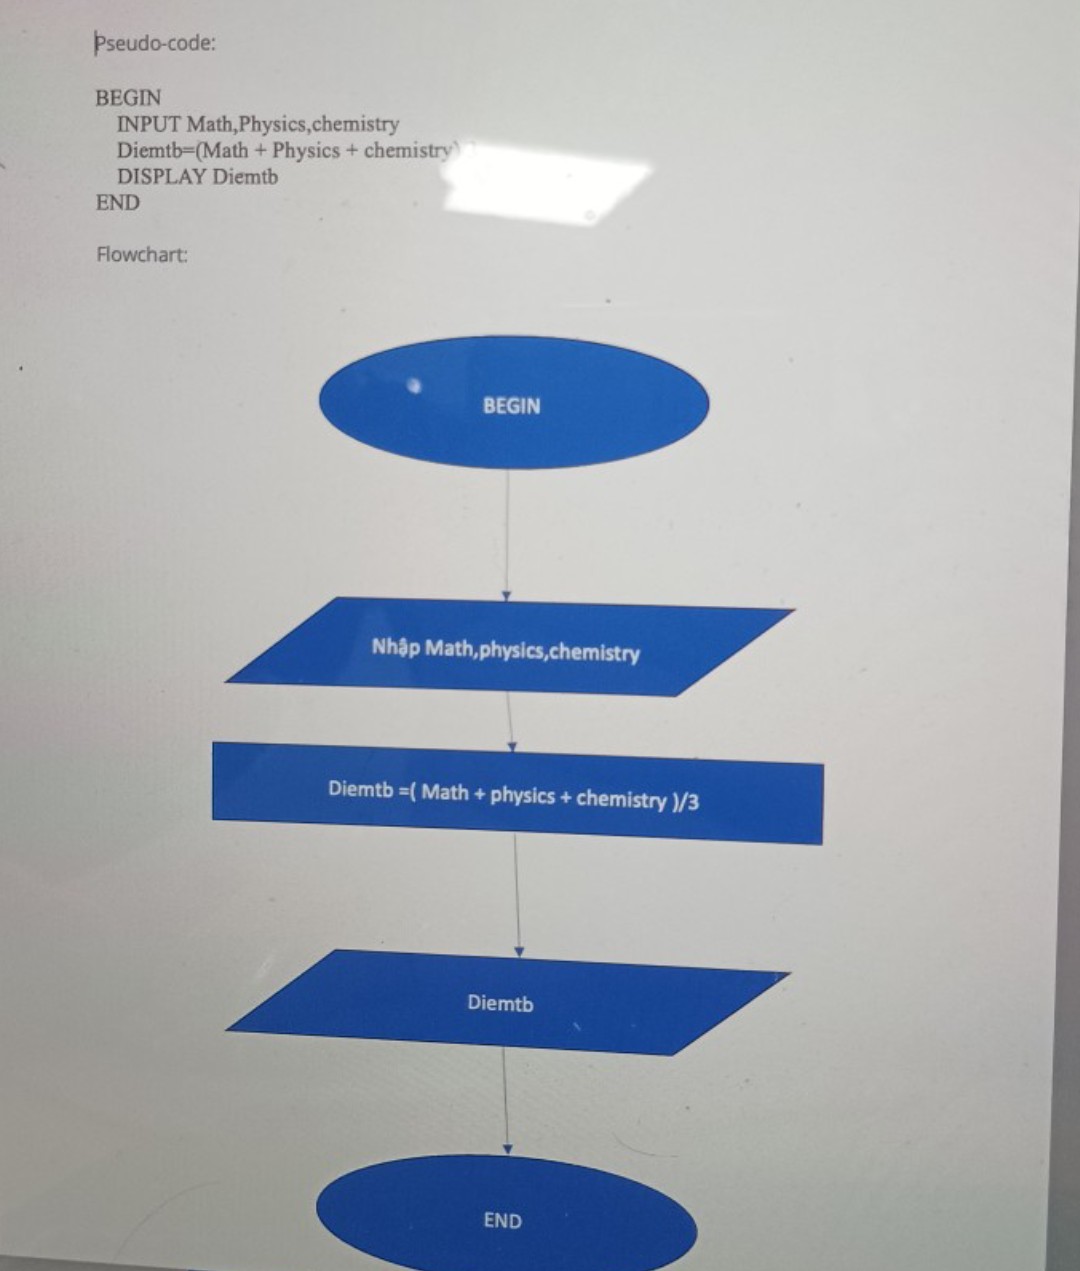 Pseudo-code:
BEGIN
INPUT Math,Physics,chemistry
Diemtb=(Math + Physics + chemistry)
DISPLAY Diemtb
END
Flowchart:
BEGIN
Nhập Math,physics,chemistry
Diemtb =( Math + physics + chemistry )/3
Diemtb
END